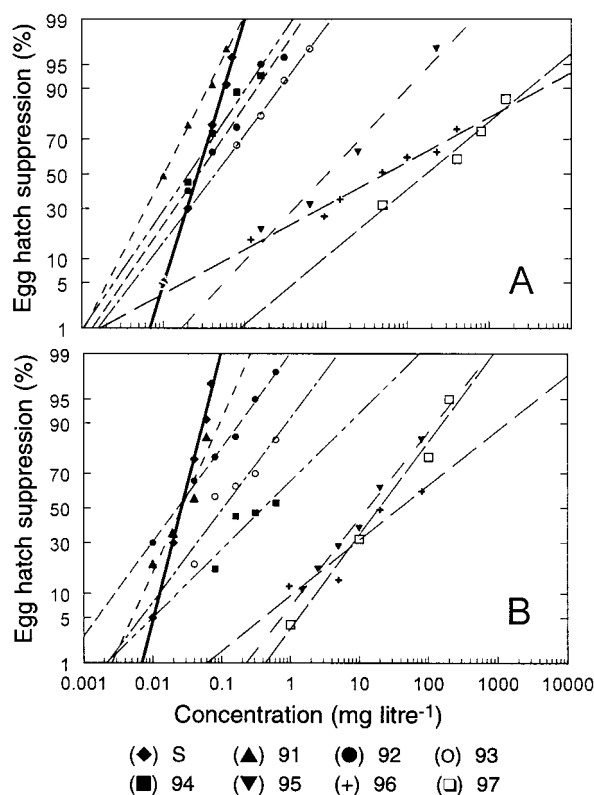 99
95
90
70
50
30
10
5
1
Egg hatch suppression (%)
A
99
95
90
70
50
30
10
5
1
Egg hatch suppression (%)
B
0.001 0.01 0.1 1 10 100 1000 10000
Concentration (mg litre-1)
(◆) S (▲) 91 (●) 92 (○) 93
(■) 94 (▼) 95 (+) 96 (□) 97